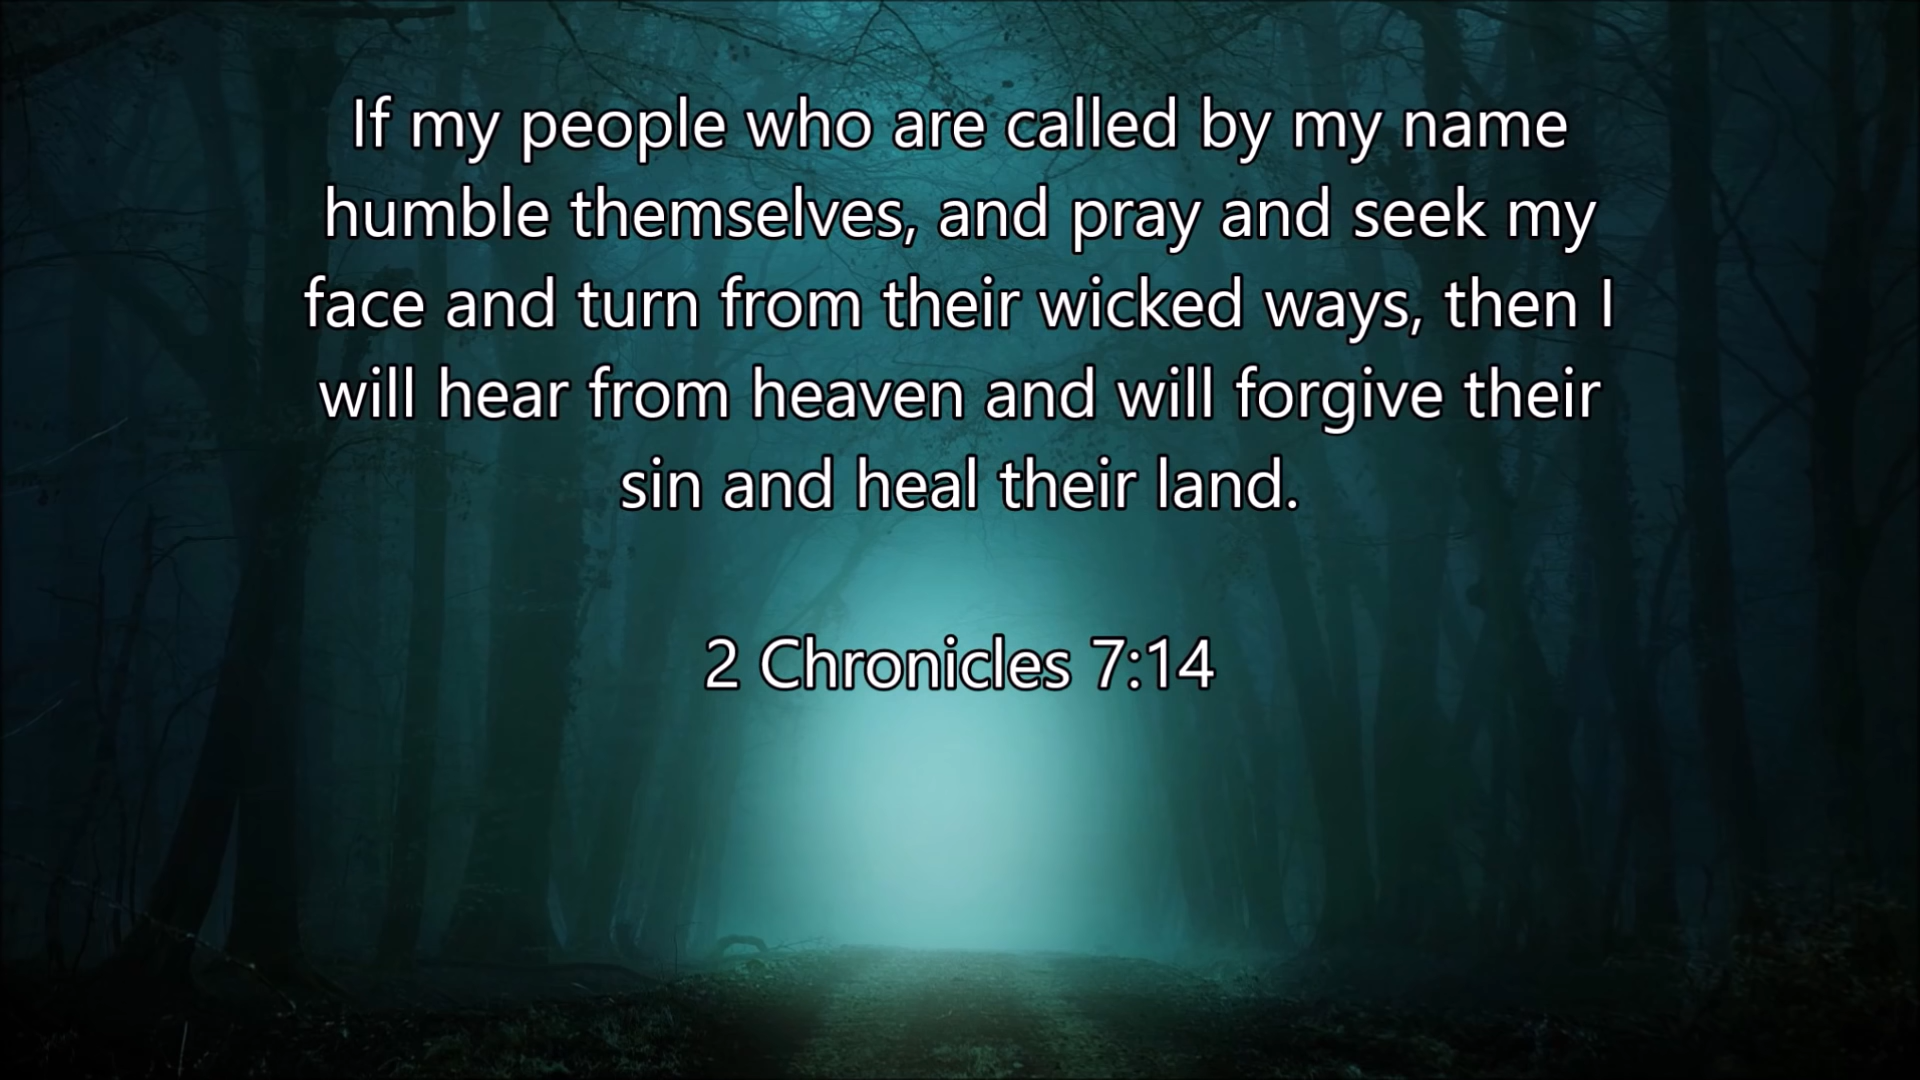 If my people who are called by my name
humble themselves, and pray and seek my
face and turn from their wicked ways, then I
will hear from heaven and will forgive their
sin and heal their land.
2 Chronicles 7:14